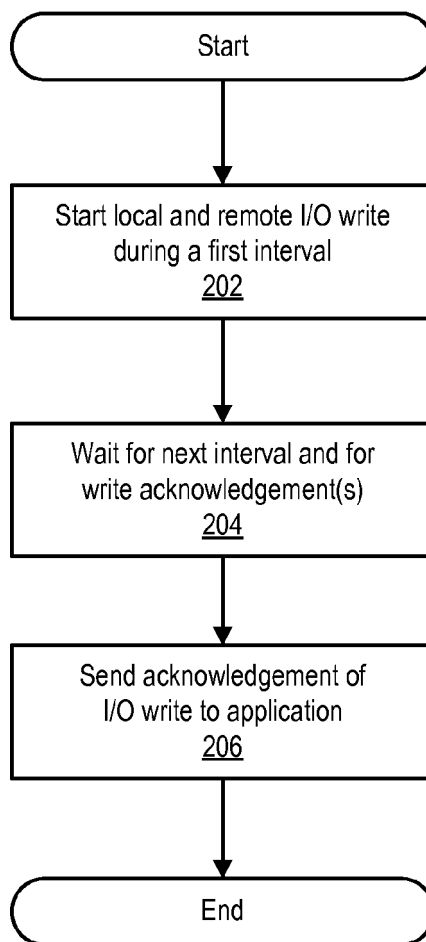 Start
Start local and remote I/O write
during a first interval
202
Wait for next interval and for
write acknowledgement(s)
204
Send acknowledgement of
I/O write to application
206
End